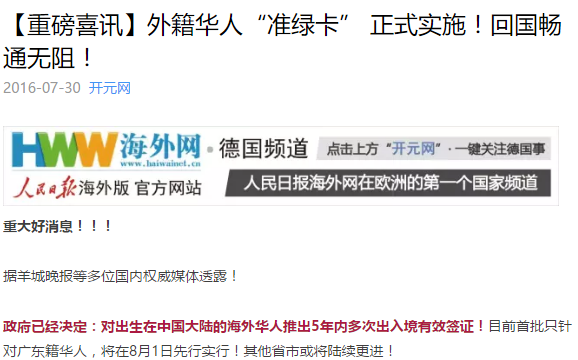 【重磅喜讯】外籍华人“准绿卡” 正式实施！回国畅
通无阻！
2016-07-30 开元网
HWW 海外网 www.haiwainet.cn · 德国频道 点击上方“开元网”· 一键关注德国事
人民日报 海外版 官方网站 人民日报海外网在欧洲的第一个国家频道
重大好消息！！！
据羊城晚报等多位国内权威媒体透露！
政府已经决定：对出生在中国大陆的海外华人推出5年内多次出入境有效签证！目前首批只针
对广东籍华人，将在8月1日先行实行！其他省市或将陆续更进！